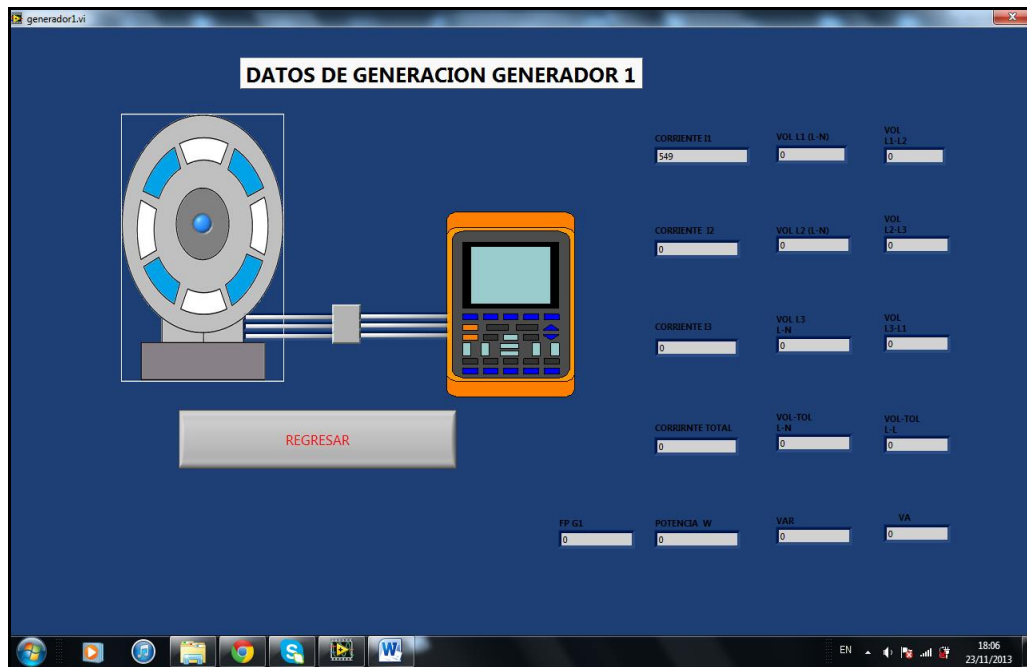 generador1.vi
DATOS DE GENERACION GENERADOR 1
CORRIENTE I1
549
VOL L1 (L-N)
0
VOL
L1-L2
0
CORRIENTE I2
0
VOL L2 (L-N)
0
VOL
L2-L3
0
CORRIENTE I3
0
VOL L3
L-N
0
VOL
L3-L1
0
REGRESAR
CORRIRNTE TOTAL
0
VOL-TOL
L-N
0
VOL-TOL
L-L
0
FP G1
0
POTENCIA W
0
VAR
0
VA
0
EN
18:06
23/11/2013